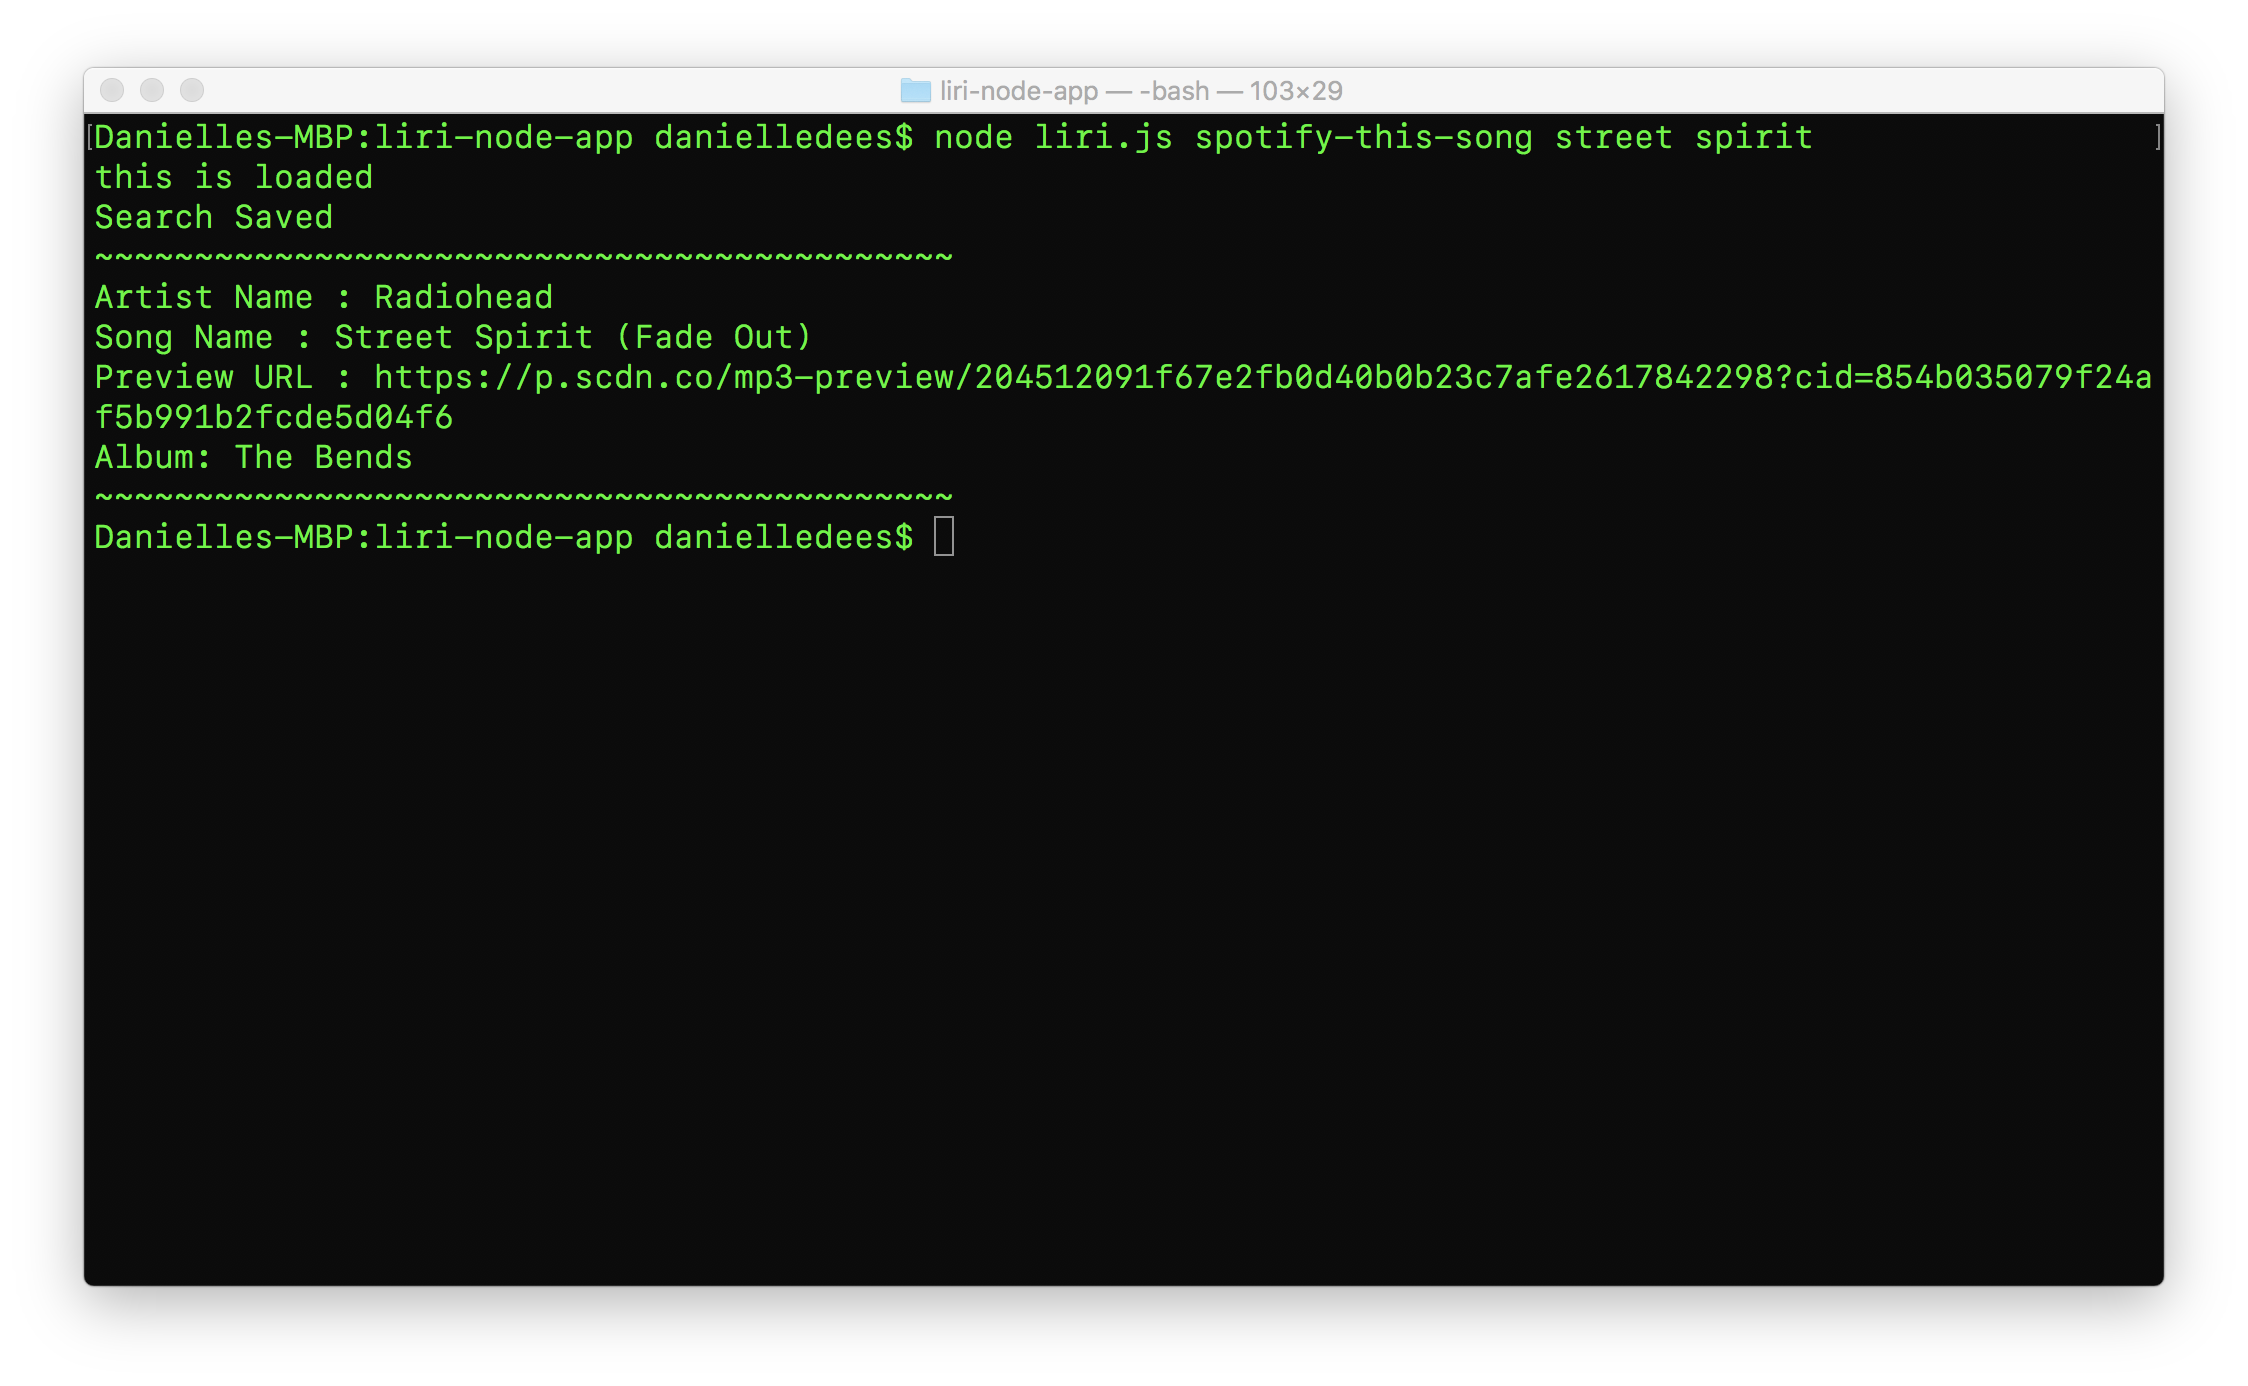 liri-node-app — -bash — 103×29
[Danielles-MBP:liri-node-app danielledees$ node liri.js spotify-this-song street spirit ]
this is loaded
Search Saved
~~~~~~~~~~~~~~~~~~~~~~~~~~~~~~~~~~~~~~~~~~~
Artist Name : Radiohead
Song Name : Street Spirit (Fade Out)
Preview URL : https://p.scdn.co/mp3-preview/204512091f67e2fb0d40b0b23c7afe2617842298?cid=854b035079f24a
f5b991b2fcde5d04f6
Album: The Bends
~~~~~~~~~~~~~~~~~~~~~~~~~~~~~~~~~~~~~~~~~~~
Danielles-MBP:liri-node-app danielledees$